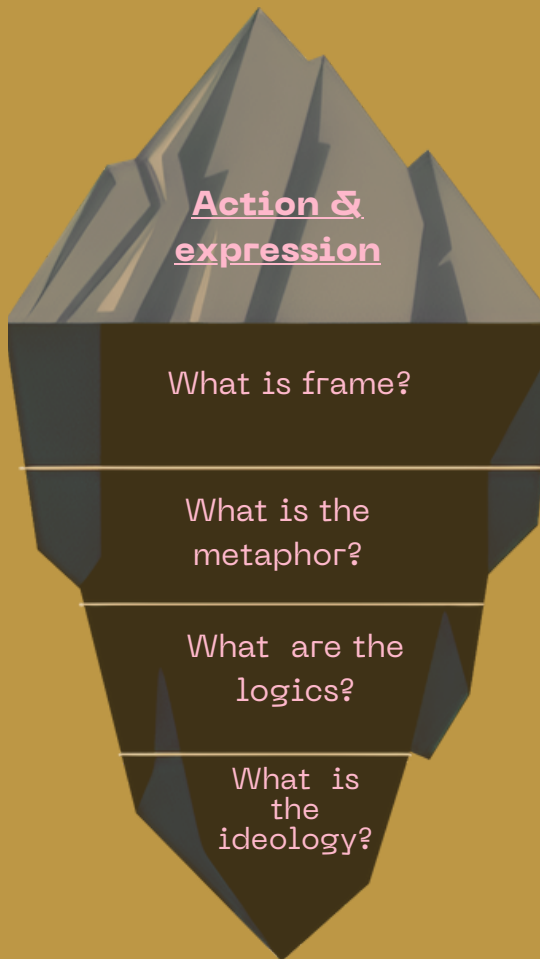 Action &
expression
What is frame?
What is the
metaphor?
What are the
logics?
What is
the
ideology?